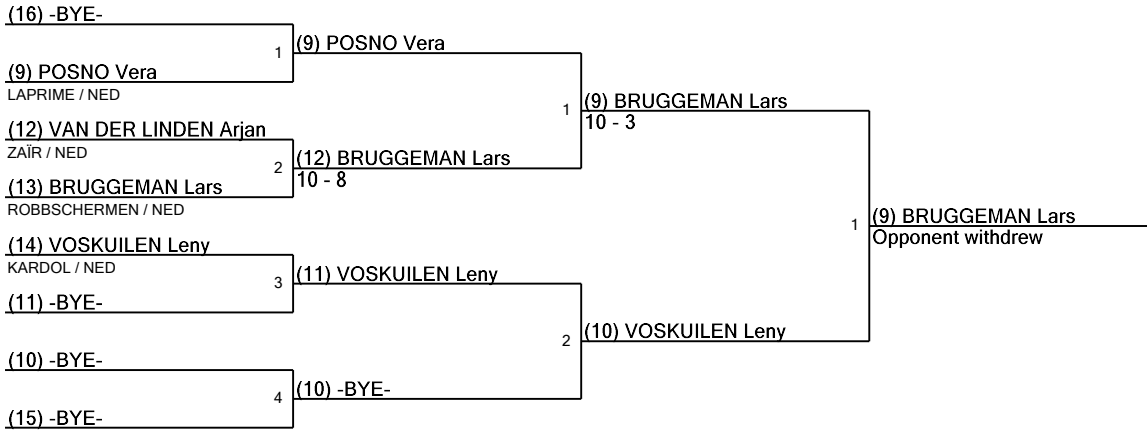 (16) -BYE-
1
(9) POSNO Vera
(9) POSNO Vera
LAPRIME / NED
1
(9) BRUGGEMAN Lars
10 - 3
(12) VAN DER LINDEN Arjan
ZAÏR / NED
2
(12) BRUGGEMAN Lars
10 - 8
(13) BRUGGEMAN Lars
ROBBSCHERMEN / NED
1
(9) BRUGGEMAN Lars
Opponent withdrew
(14) VOSKUILEN Leny
KARDOL / NED
3
(11) VOSKUILEN Leny
(11) -BYE-
2
(10) VOSKUILEN Leny
(10) -BYE-
4
(10) -BYE-
(15) -BYE-